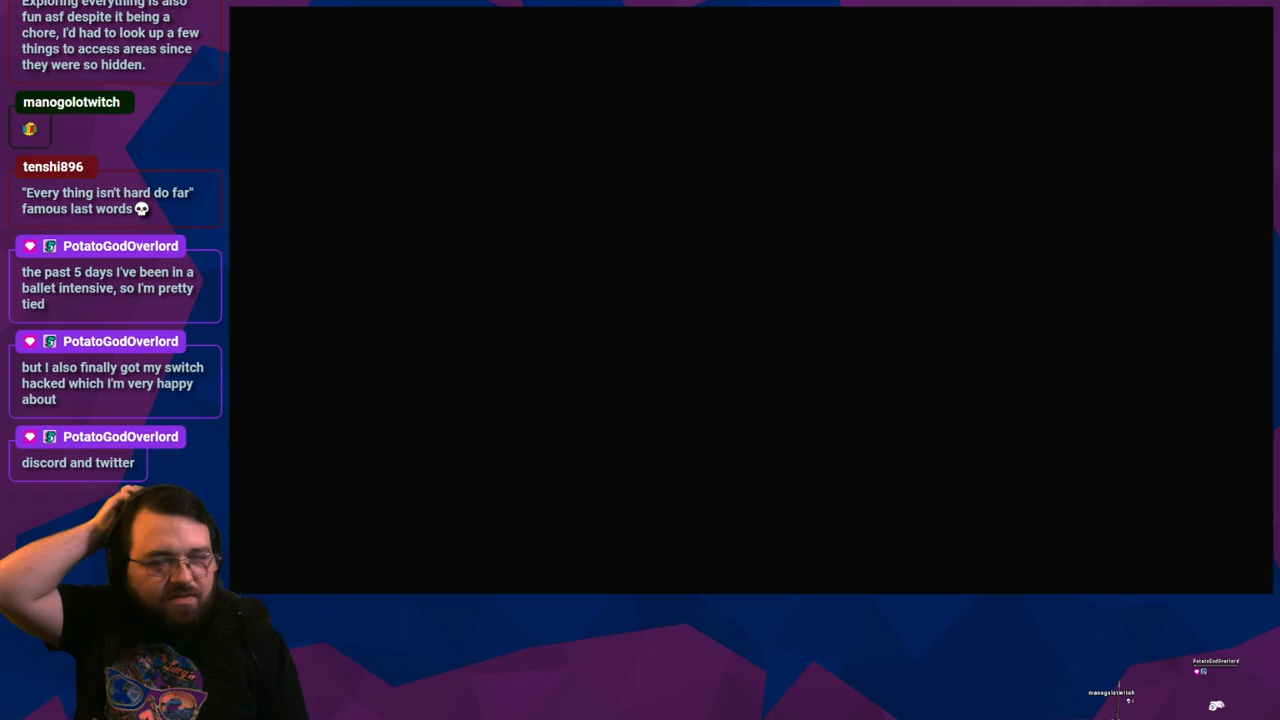 Exploring everything is also
fun asf despite it being a
chore, I'd had to look up a few
things to access areas since
they were so hidden.
manogolotwitch
tenshi896
"Every thing isn't hard do far"
famous last words💀
PotatoGodOverlord
the past 5 days I've been in a
ballet intensive, so I'm pretty
tied
PotatoGodOverlord
but I also finally got my switch
hacked which I'm very happy
about
PotatoGodOverlord
discord and twitter
PotatoGodOverlord
manogolotwitch